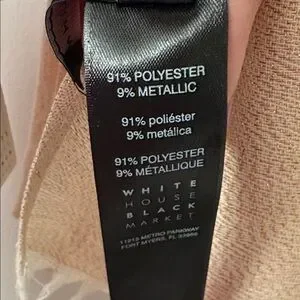 91% POLYESTER
9% METALLIC
91% poliéster
9% metálica
91% POLYESTER
9% MÉTALLIQUE
WHITE
HOUSE
BLACK
MARKET
11215 METRO PARKWAY
FORT MYERS, FL 33966